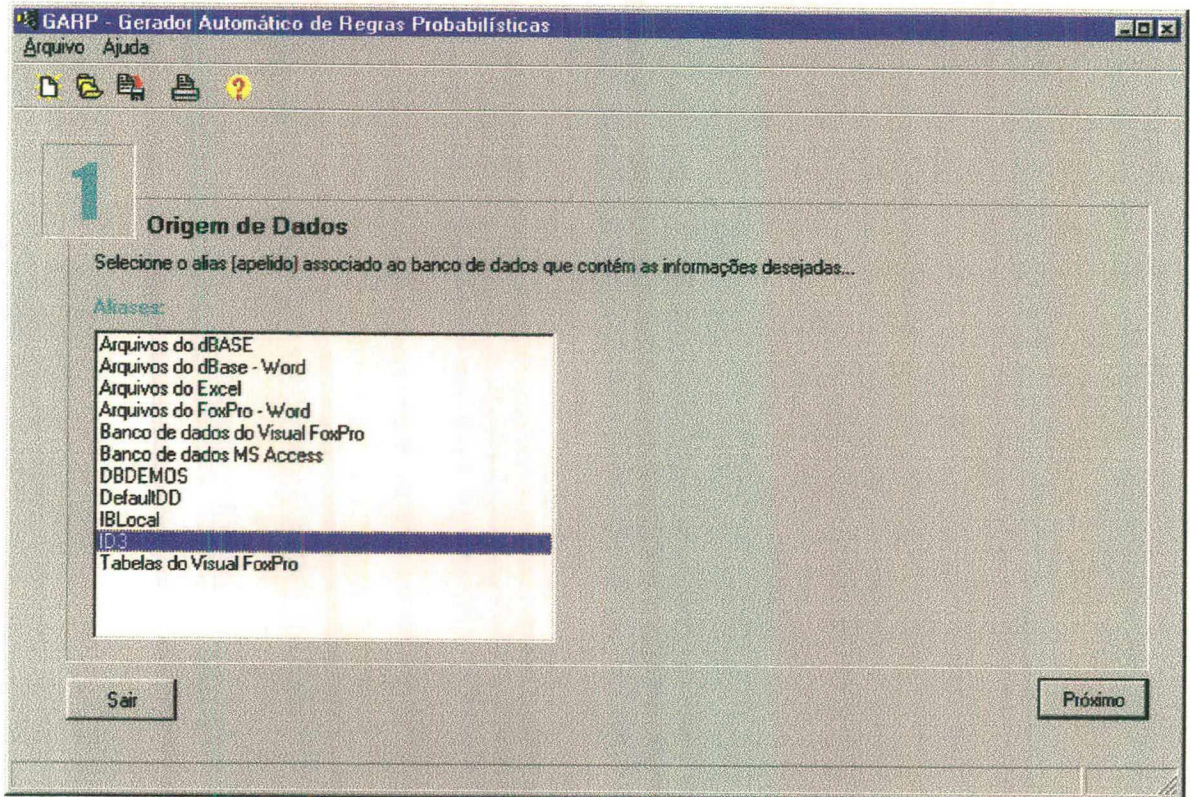 GARP - Gerador Automático de Regras Probabilísticas
Arquivo Ajuda
1
Origem de Dados
Selecione o alias (apelido) associado ao banco de dados que contém as informações desejadas...
Aliases:
Arquivos do dBASE
Arquivos do dBase - Word
Arquivos do Excel
Arquivos do FoxPro - Word
Banco de dados do Visual FoxPro
Banco de dados MS Access
DBDEMOS
DefaultDD
IBLocal
ID3
Tabelas do Visual FoxPro
Sair Próximo